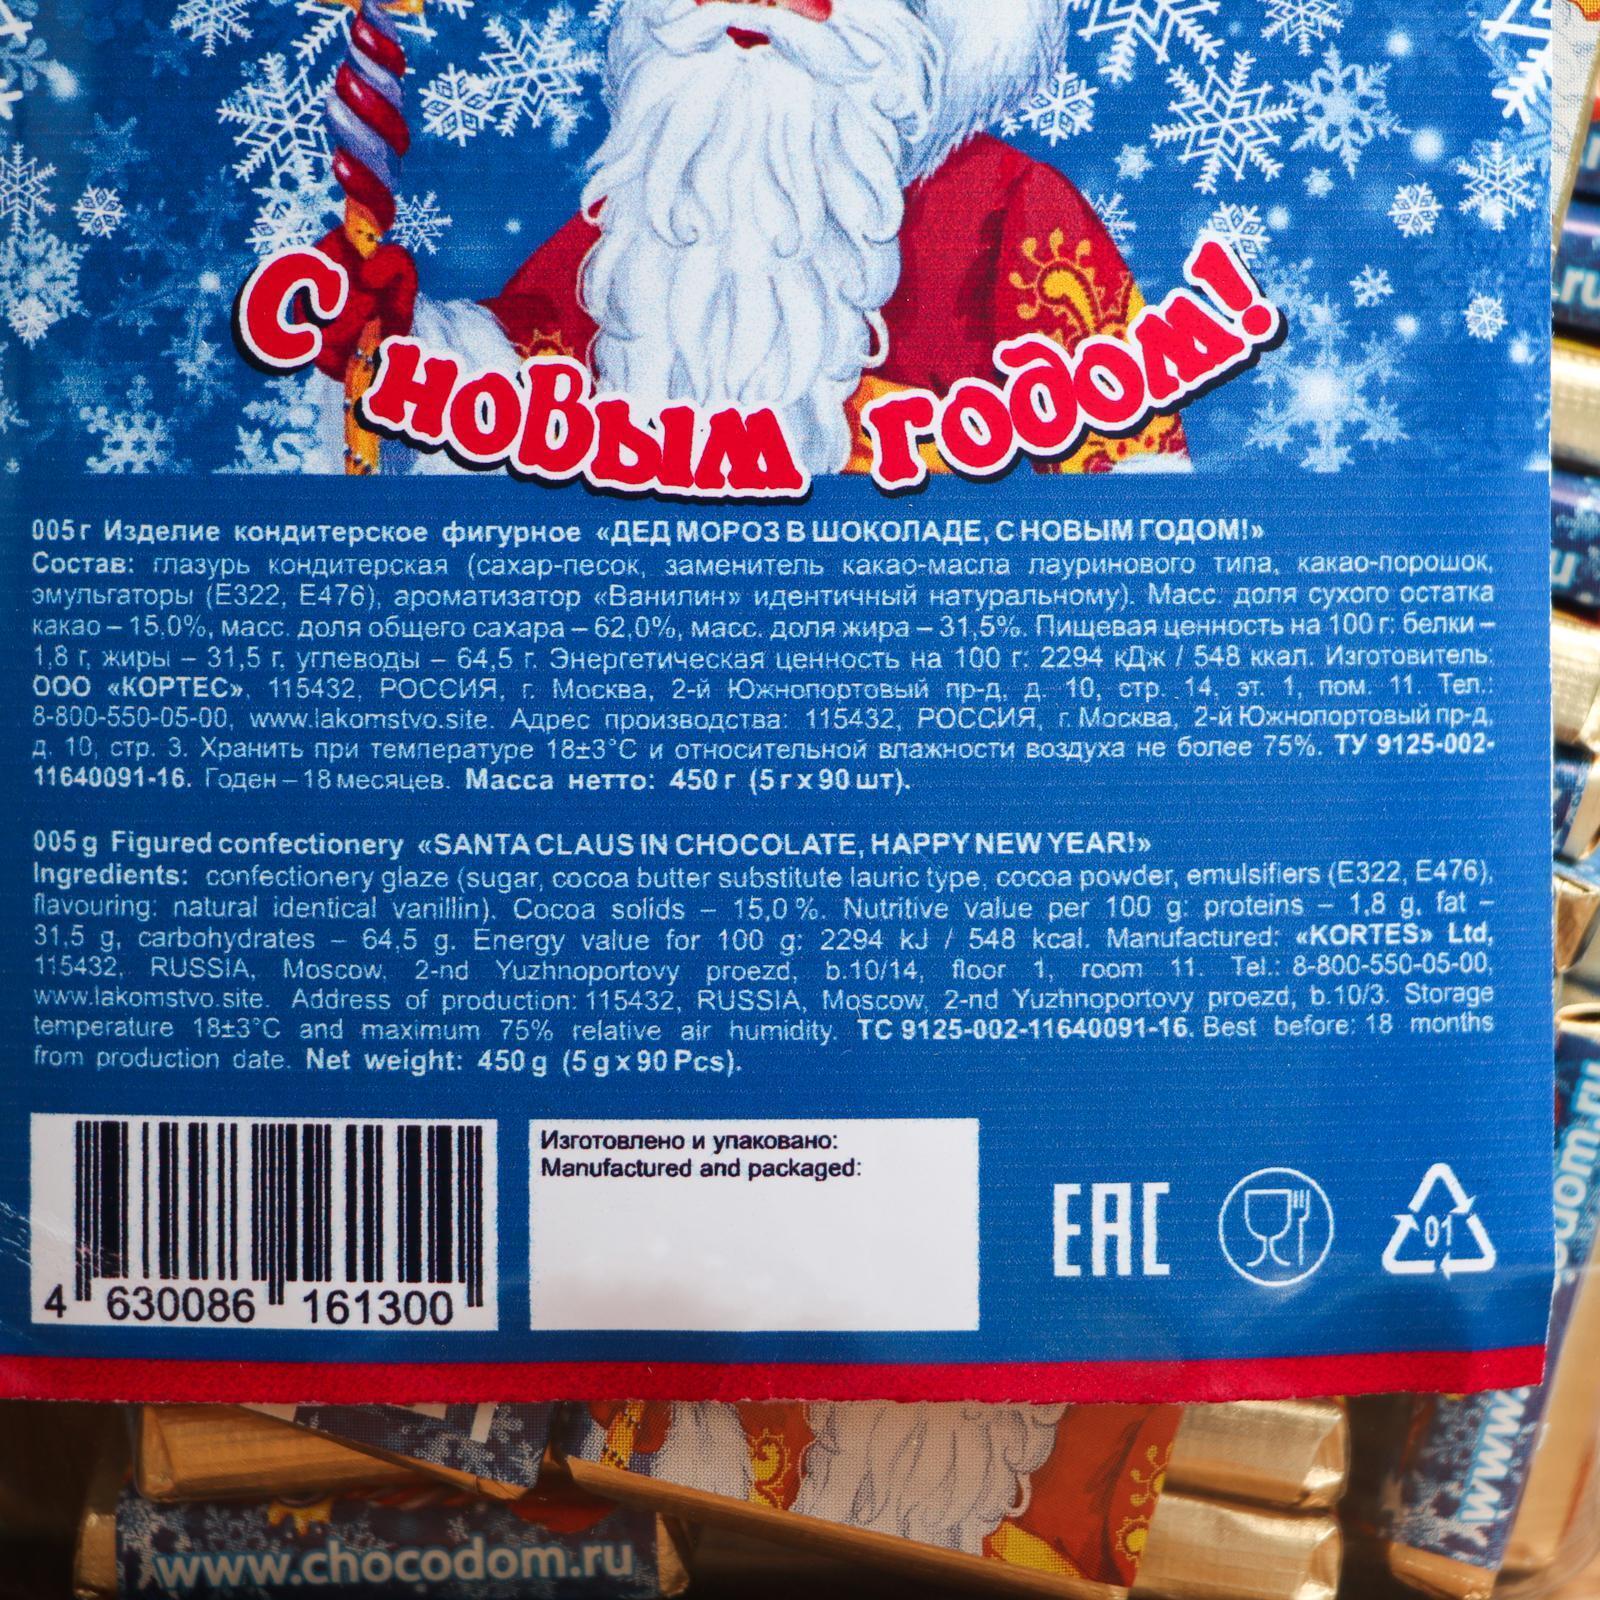 С новым годом!
005 г Изделие кондитерское фигурное «ДЕД МОРОЗ В ШОКОЛАДЕ, С НОВЫМ ГОДОМ!»
Состав: глазурь кондитерская (сахар-песок, заменитель какао-масла лауринового типа, какао-порошок,
эмульгаторы (Е322, Е476), ароматизатор «Ванилин» идентичный натуральному). Масс. доля сухого остатка
какао – 15,0%, масс. доля общего сахара – 62,0%, масс. доля жира – 31,5%. Пищевая ценность на 100 г: белки –
1,8 г, жиры – 31,5 г, углеводы – 64,5 г. Энергетическая ценность на 100 г: 2294 кДж / 548 ккал. Изготовитель:
ООО «КОРТЕС», 115432, РОССИЯ, г. Москва, 2-й Южнопортовый пр-д, д. 10, стр. 14, эт. 1, пом. 11. Тел.:
8-800-550-05-00, www.lakomstvo.site. Адрес производства: 115432, РОССИЯ, г. Москва, 2-й Южнопортовый пр-д,
д. 10, стр. 3. Хранить при температуре 18±3°С и относительной влажности воздуха не более 75%. ТУ 9125-002-
11640091-16. Годен – 18 месяцев. Масса нетто: 450 г (5 г х 90 шт).
005 g Figured confectionery «SANTA CLAUS IN CHOCOLATE, HAPPY NEW YEAR!»
Ingredients: confectionery glaze (sugar, cocoa butter substitute lauric type, cocoa powder, emulsifiers (E322, E476),
flavouring: natural identical vanillin). Cocoa solids – 15,0 %. Nutritive value per 100 g: proteins – 1,8 g, fat –
31,5 g, carbohydrates – 64,5 g. Energy value for 100 g: 2294 kJ / 548 kcal. Manufactured: «KORTES» Ltd,
115432, RUSSIA, Moscow, 2-nd Yuzhnoportovy proezd, b.10/14, floor 1, room 11. Tel.: 8-800-550-05-00,
www.lakomstvo.site. Address of production: 115432, RUSSIA, Moscow, 2-nd Yuzhnoportovy proezd, b.10/3. Storage
temperature 18±3°C and maximum 75% relative air humidity. TC 9125-002-11640091-16. Best before: 18 months
from production date. Net weight: 450 g (5 g x 90 Pcs).
4 630086 161300
Изготовлено и упаковано:
Manufactured and packaged:
EAC
01
www.chocodom.ru